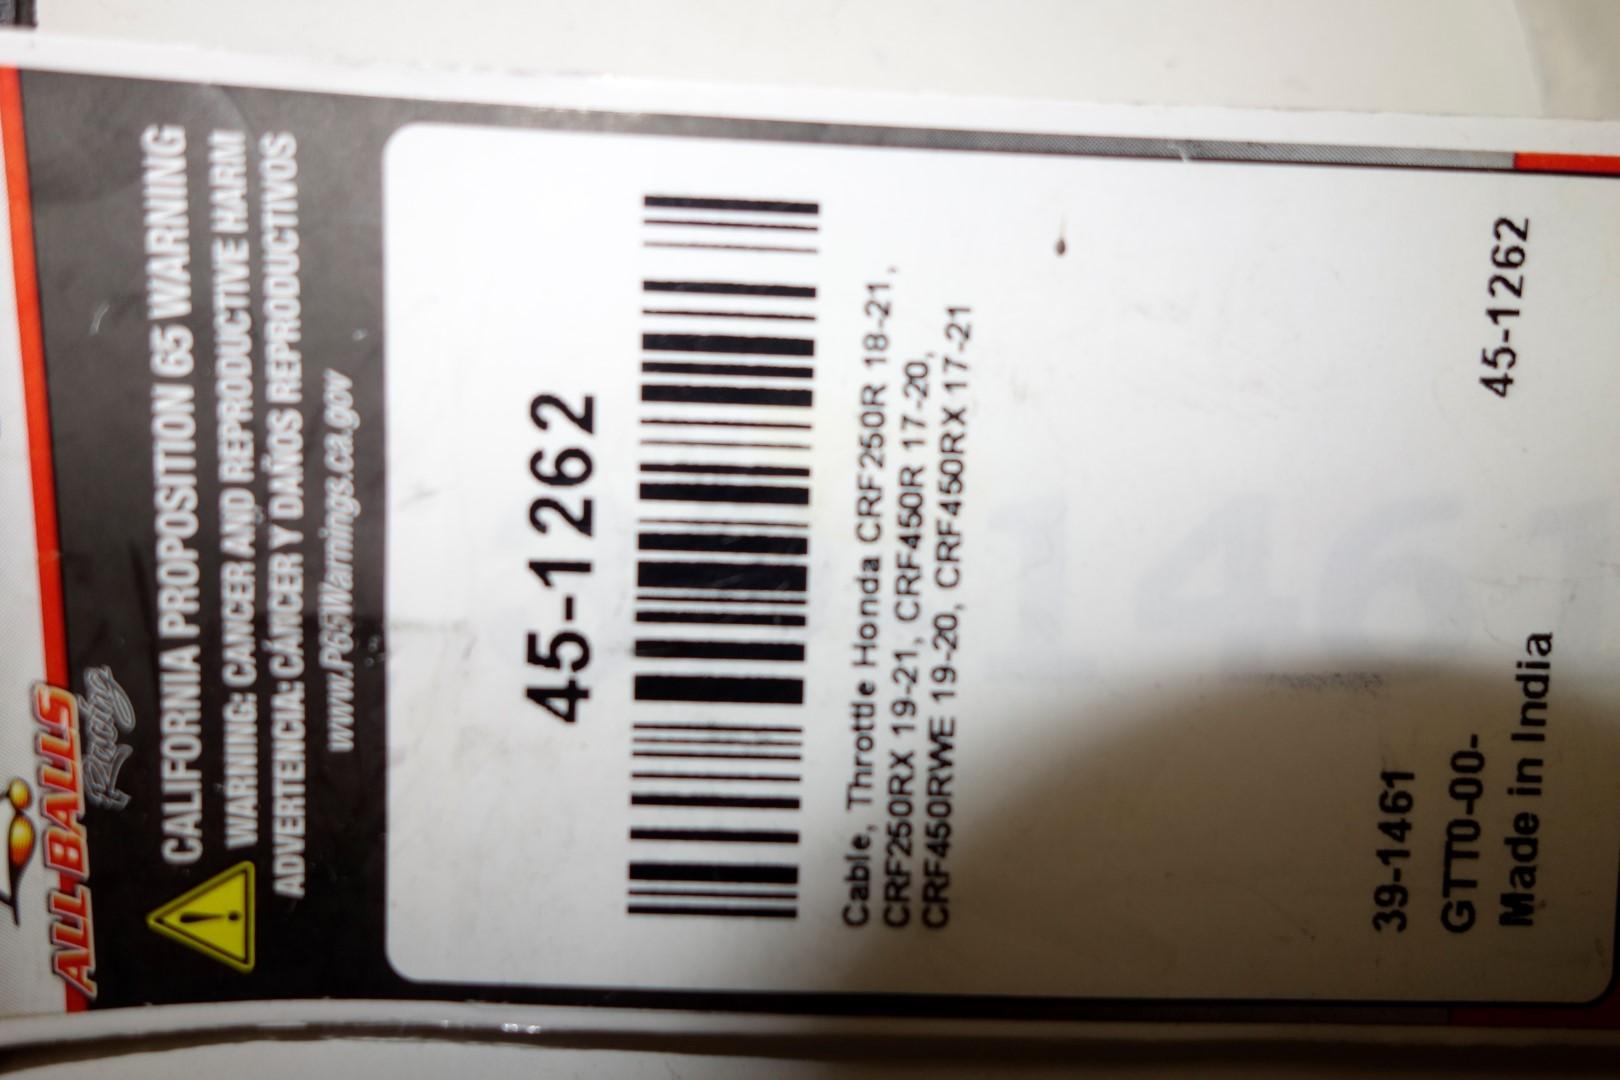 ALL BALLS
Racing
CALIFORNIA PROPOSITION 65 WARNING
WARNING: CANCER AND REPRODUCTIVE HARM
ADVERTENCIA: CÁNCER Y DAÑOS REPRODUCTIVOS
www.P65Warnings.ca.gov
45-1262
Cable, Throttle Honda CRF250R 18-21,
CRF250RX 19-21, CRF450R 17-20,
CRF450RWE 19-20, CRF450RX 17-21
39-1461
GTT0-00-
Made in India
45-1262